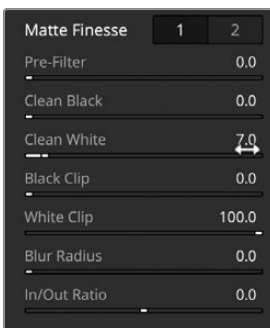 Matte Finesse 1 2
Pre-Filter 0.0
Clean Black 0.0
Clean White 7.0
Black Clip 0.0
White Clip 100.0
Blur Radius 0.0
In/Out Ratio 0.0